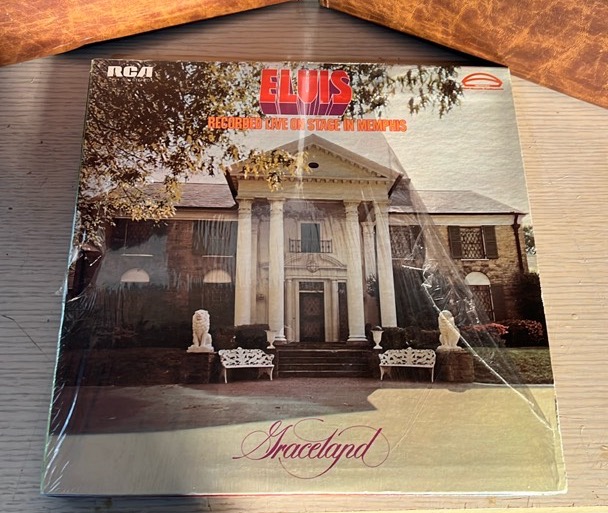 RCA
ELVIS
RECORDED LIVE ON STAGE IN MEMPHIS
Graceland